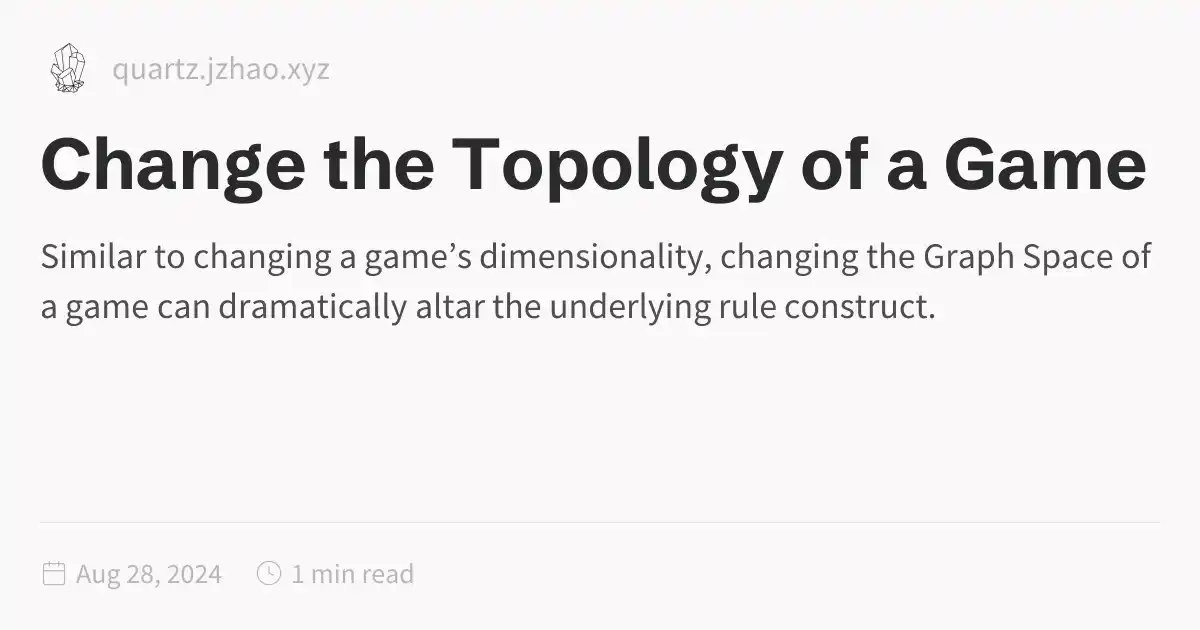 quartz.jzhao.xyz
Change the Topology of a Game
Similar to changing a game’s dimensionality, changing the Graph Space of
a game can dramatically altar the underlying rule construct.
Aug 28, 2024 1 min read